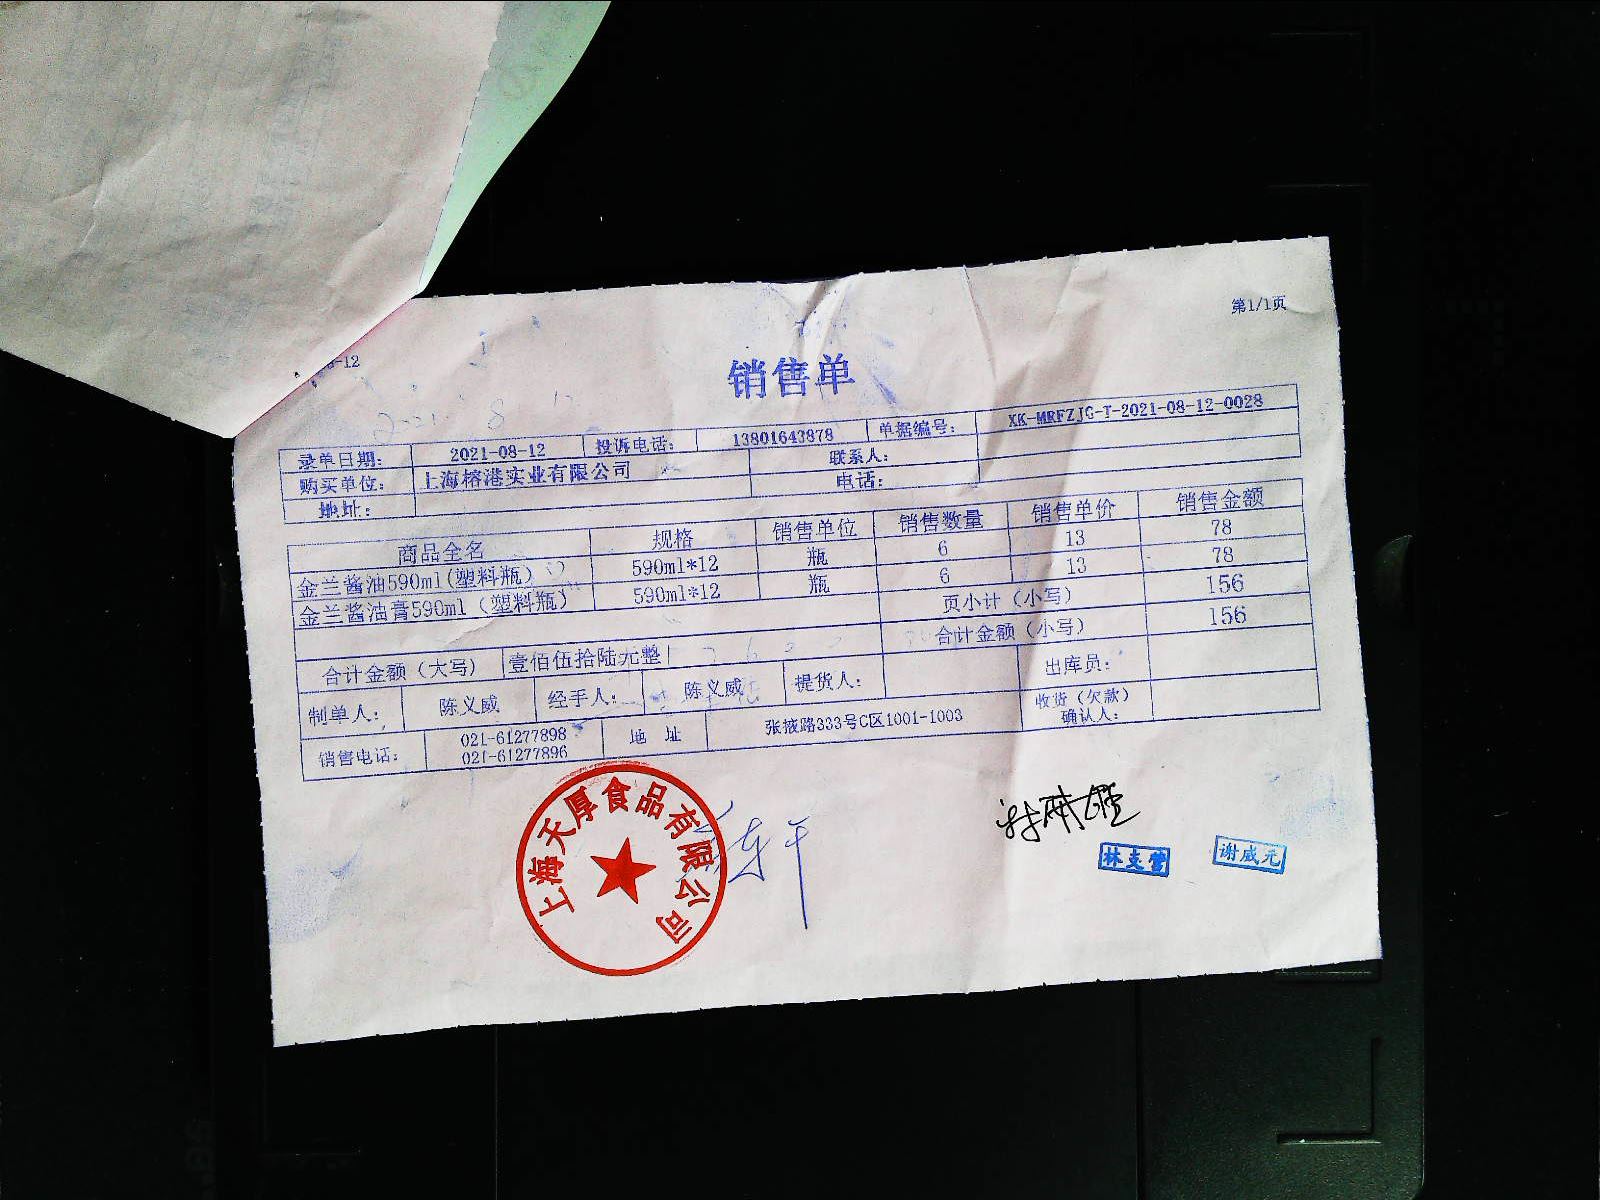 第1/1页
-12
销售单
录单日期: 2021-08-12 投诉电话: 13801643878 单据编号: XK-MRFZJG-T-2021-08-12-0028
购买单位: 上海榕港实业有限公司 联系人:
地址: 电话:
商品全名 规格 销售单位 销售数量 销售单价 销售金额
金兰酱油590ml(塑料瓶) 590ml*12 瓶 6 13 78
金兰酱油膏590ml(塑料瓶) 590ml*12 瓶 6 13 78
页小计(小写) 156
合计金额(大写) 壹佰伍拾陆元整 合计金额(小写) 156
制单人: 陈义威 经手人: 陈义威 提货人: 出库员:
销售电话: 021-61277898 地 址 张掖路333号C区1001-1003 收货(欠款)
021-61277896 确认人:
上海天厚食品有限公司
林支营 谢威元